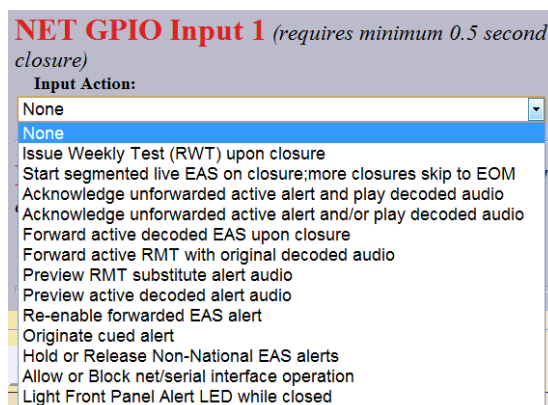 NET GPIO Input 1 (requires minimum 0.5 second
closure)
Input Action:
None
None
Issue Weekly Test (RWT) upon closure
Start segmented live EAS on closure;more closures skip to EOM
Acknowledge unforwarded active alert and play decoded audio
Acknowledge unforwarded active alert and/or play decoded audio
Forward active decoded EAS upon closure
Forward active RMT with original decoded audio
Preview RMT substitute alert audio
Preview active decoded alert audio
Re-enable forwarded EAS alert
Originate cued alert
Hold or Release Non-National EAS alerts
Allow or Block net/serial interface operation
Light Front Panel Alert LED while closed